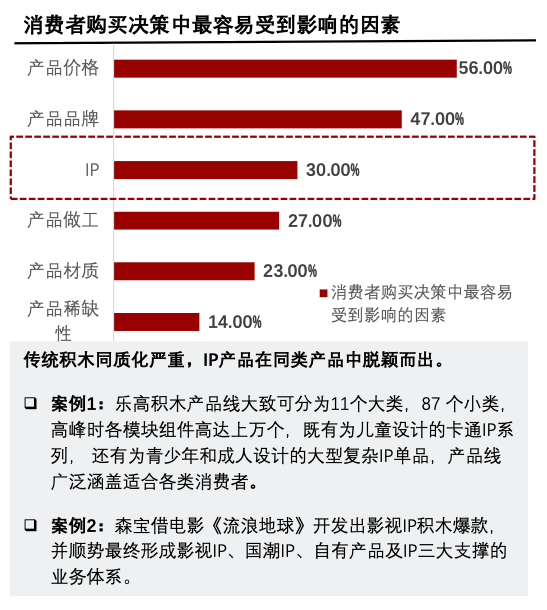 消费者购买决策中最容易受到影响的因素
产品价格 56.00%
产品品牌 47.00%
IP 30.00%
产品做工 27.00%
产品材质 23.00%
产品稀缺
性 14.00%
消费者购买决策中最容易
受到影响的因素
传统积木同质化严重，IP产品在同类产品中脱颖而出。
❑ 案例1：乐高积木产品线大致可分为11个大类，87 个小类，
高峰时各模块组件高达上万个，既有为儿童设计的卡通IP系
列， 还有为青少年和成人设计的大型复杂IP单品，产品线
广泛涵盖适合各类消费者。
❑ 案例2：森宝借电影《流浪地球》开发出影视IP积木爆款，
并顺势最终形成影视IP、国潮IP、自有产品及IP三大支撑的
业务体系。